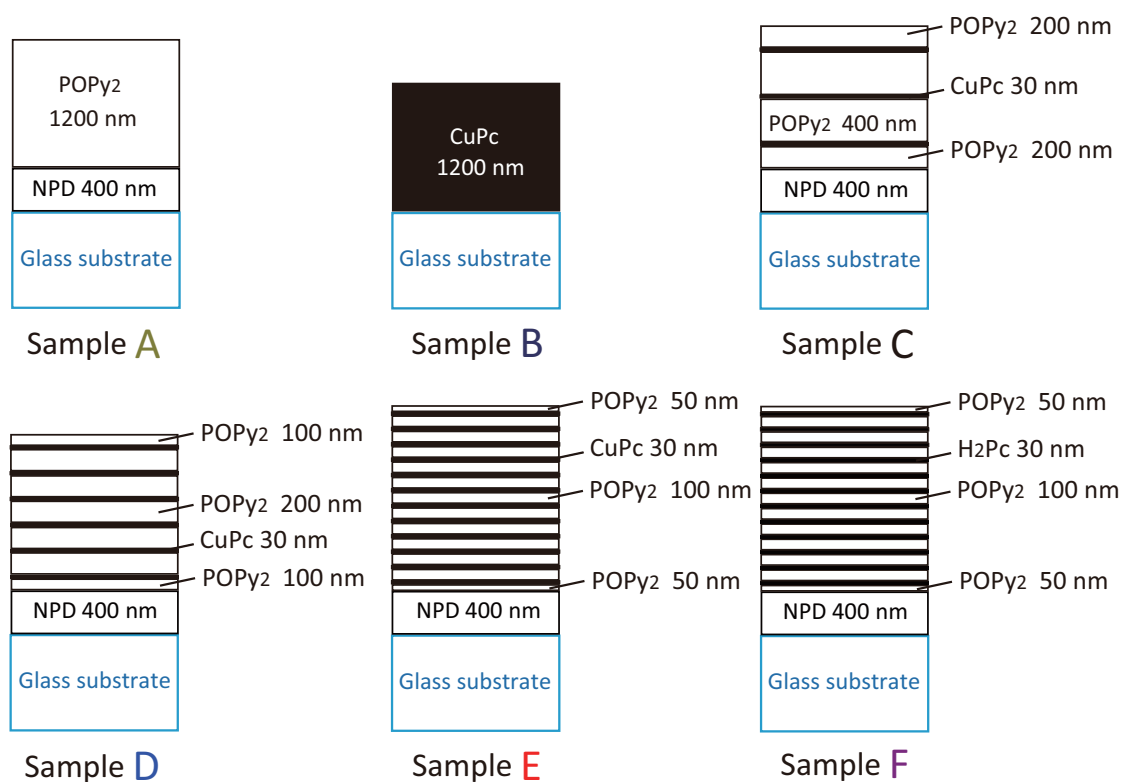 POPy2
1200 nm
NPD 400 nm
Glass substrate
Sample A
CuPc
1200 nm
Glass substrate
Sample B
POPy2 200 nm
CuPc 30 nm
POPy2 400 nm
POPy2 200 nm
NPD 400 nm
Glass substrate
Sample C
POPy2 100 nm
POPy2 200 nm
CuPc 30 nm
POPy2 100 nm
NPD 400 nm
Glass substrate
Sample D
POPy2 50 nm
CuPc 30 nm
POPy2 100 nm
POPy2 50 nm
NPD 400 nm
Glass substrate
Sample E
POPy2 50 nm
H2Pc 30 nm
POPy2 100 nm
POPy2 50 nm
NPD 400 nm
Glass substrate
Sample F